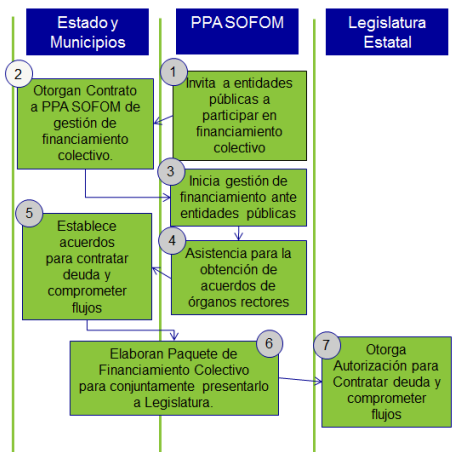 Estado y
Municipios
PPA SOFOM
Legislatura
Estatal
1
Invita a entidades
públicas a
participar en
financiamiento
colectivo
2
Otorgan Contrato
a PPA SOFOM de
gestión de
financiamiento
colectivo.
3
Inicia gestión de
financiamiento ante
entidades públicas
4
Asistencia para la
obtención de
acuerdos de
órganos rectores
5
Establece
acuerdos
para contratar
deuda y
comprometer
flujos
6
Elaboran Paquete de
Financiamiento Colectivo
para conjuntamente presentarlo
a Legislatura.
7
Otorga
Autorización para
Contratar deuda y
comprometer
flujos